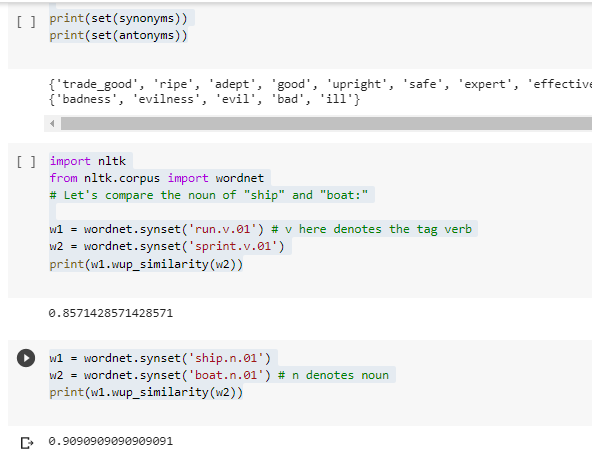 [ ] print(set(synonyms))
print(set(antonyms))
{'trade_good', 'ripe', 'adept', 'good', 'upright', 'safe', 'expert', 'effective
{'badness', 'evilness', 'evil', 'bad', 'ill'}
[ ] import nltk
from nltk.corpus import wordnet
# Let's compare the noun of "ship" and "boat:"
w1 = wordnet.synset('run.v.01') # v here denotes the tag verb
w2 = wordnet.synset('sprint.v.01')
print(w1.wup_similarity(w2))
0.8571428571428571
w1 = wordnet.synset('ship.n.01')
w2 = wordnet.synset('boat.n.01') # n denotes noun
print(w1.wup_similarity(w2))
0.9090909090909091